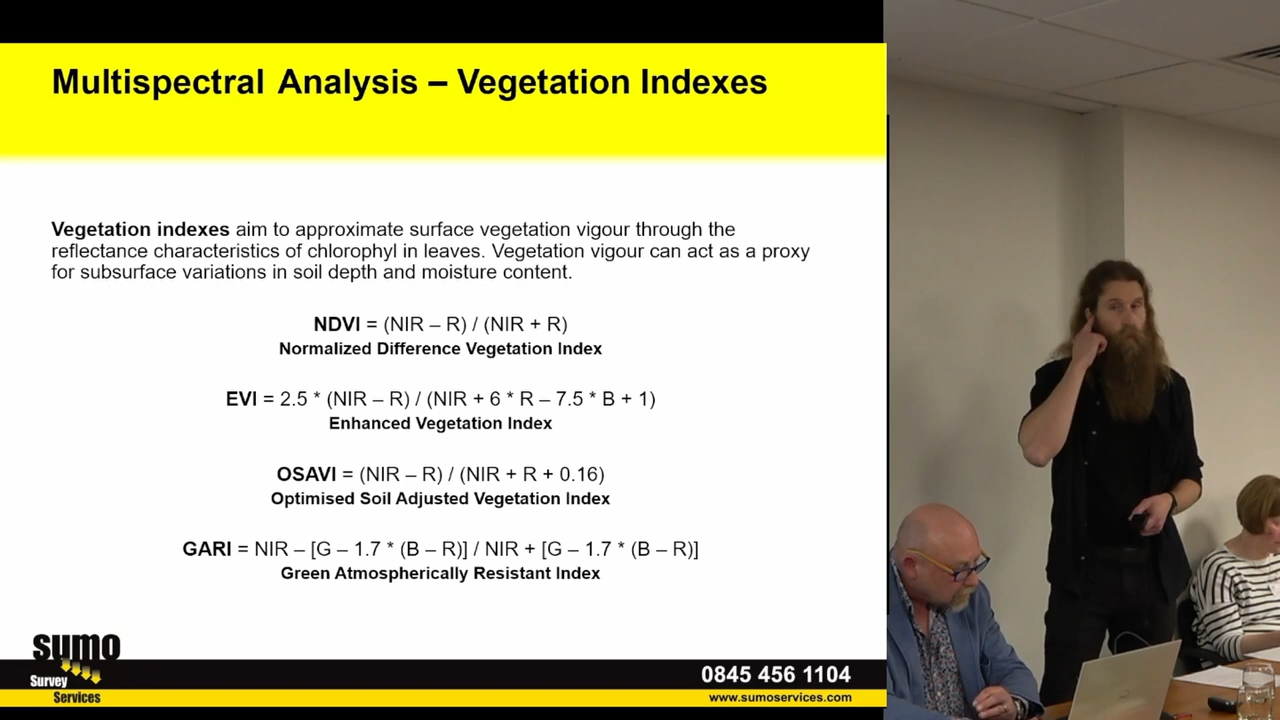 Multispectral Analysis – Vegetation Indexes
Vegetation indexes aim to approximate surface vegetation vigour through the
reflectance characteristics of chlorophyl in leaves. Vegetation vigour can act as a proxy
for subsurface variations in soil depth and moisture content.
NDVI = (NIR – R) / (NIR + R)
Normalized Difference Vegetation Index
EVI = 2.5 * (NIR – R) / (NIR + 6 * R – 7.5 * B + 1)
Enhanced Vegetation Index
OSAVI = (NIR – R) / (NIR + R + 0.16)
Optimised Soil Adjusted Vegetation Index
GARI = NIR – [G – 1.7 * (B – R)] / NIR + [G – 1.7 * (B – R)]
Green Atmospherically Resistant Index
sumo
Survey
Services
0845 456 1104
www.sumoservices.com